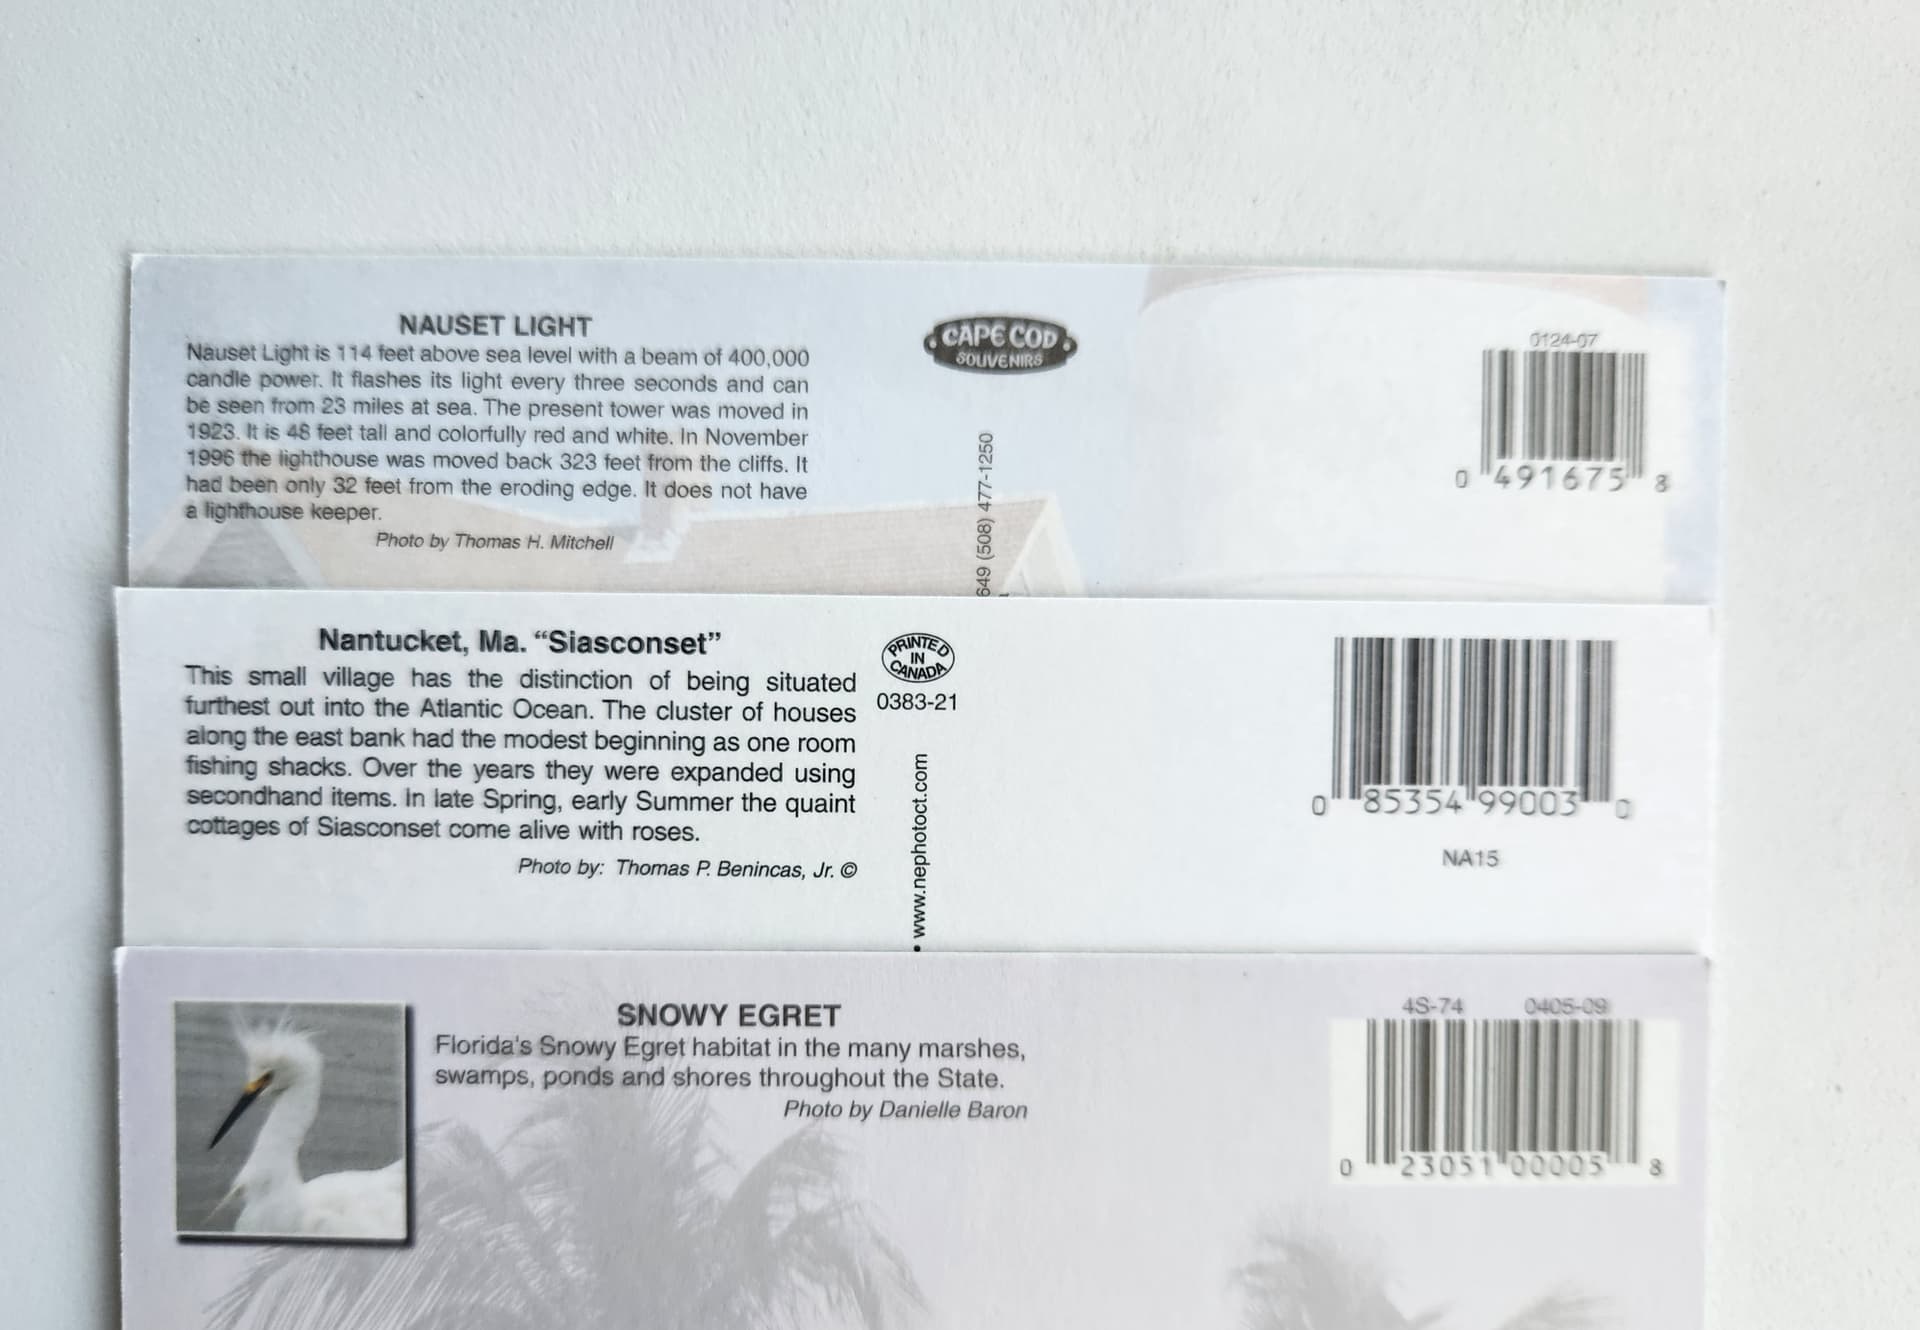 NAUSET LIGHT
Nauset Light is 114 feet above sea level with a beam of 400,000
candle power. It flashes its light every three seconds and can
be seen from 23 miles at sea. The present tower was moved in
1923. It is 48 feet tall and colorfully red and white. In November
1996 the lighthouse was moved back 323 feet from the cliffs. It
had been only 32 feet from the eroding edge. It does not have
a lighthouse keeper.
Photo by Thomas H. Mitchell
CAPE COD
SOUVENIRS
649 (508) 477-1250
0124-07
0 491675 8
Nantucket, Ma. “Siasconset”
This small village has the distinction of being situated
furthest out into the Atlantic Ocean. The cluster of houses
along the east bank had the modest beginning as one room
fishing shacks. Over the years they were expanded using
secondhand items. In late Spring, early Summer the quaint
cottages of Siasconset come alive with roses.
Photo by: Thomas P. Benincas, Jr. ©
PRINTED
IN
CANADA
0383-21
• www.nephotoct.com
0 85354 99003 0
NA15
SNOWY EGRET
Florida's Snowy Egret habitat in the many marshes,
swamps, ponds and shores throughout the State.
Photo by Danielle Baron
4S-74 0405-09
0 23051 00005 8